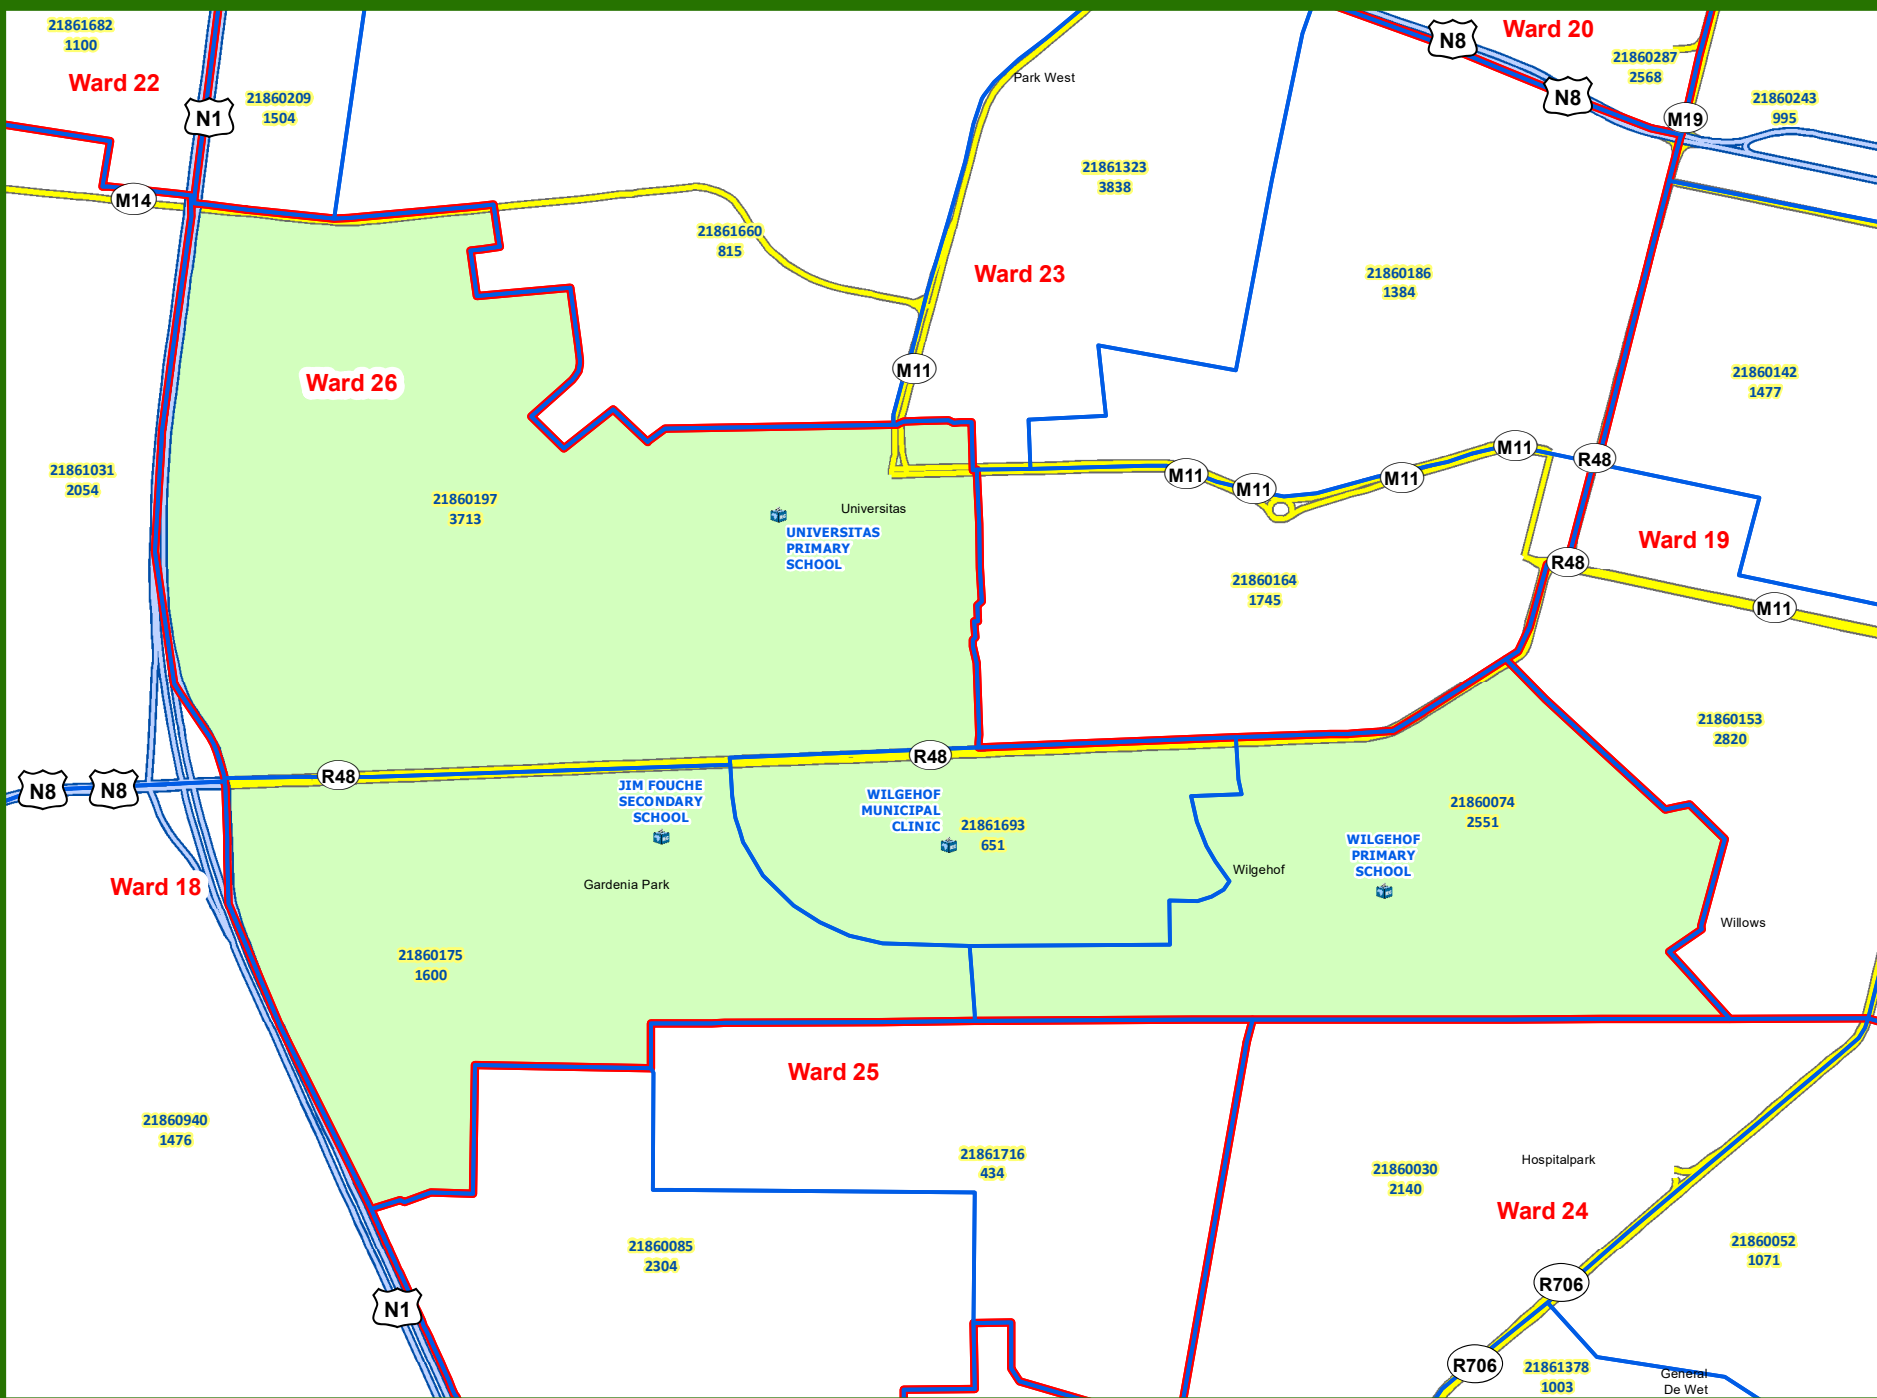 21861682
1100
Ward 22
N1
21860209
1504
Park West
N8
Ward 20
21860287
2568
N8
M19
21860243
995
M14
21861660
815
21861323
3838
Ward 23
21860186
1384
M11
Ward 26
21860142
1477
21861031
2054
21860197
3713
Universitas
UNIVERSITAS
PRIMARY
SCHOOL
M11
M11
M11
M11
R48
Ward 19
R48
M11
21860164
1745
21860153
2820
N8
N8
R48
R48
JIM FOUCHE
SECONDARY
SCHOOL
WILGEHOF
MUNICIPAL
CLINIC
21861693
651
21860074
2551
WILGEHOF
PRIMARY
SCHOOL
Wilgehof
Ward 18
Gardenia Park
Willows
21860175
1600
Ward 25
21860940
1476
21861716
434
21860030
2140
Hospitalpark
Ward 24
21860085
2304
21860052
1071
N1
R706
R706
21861378
1003
General
De Wet